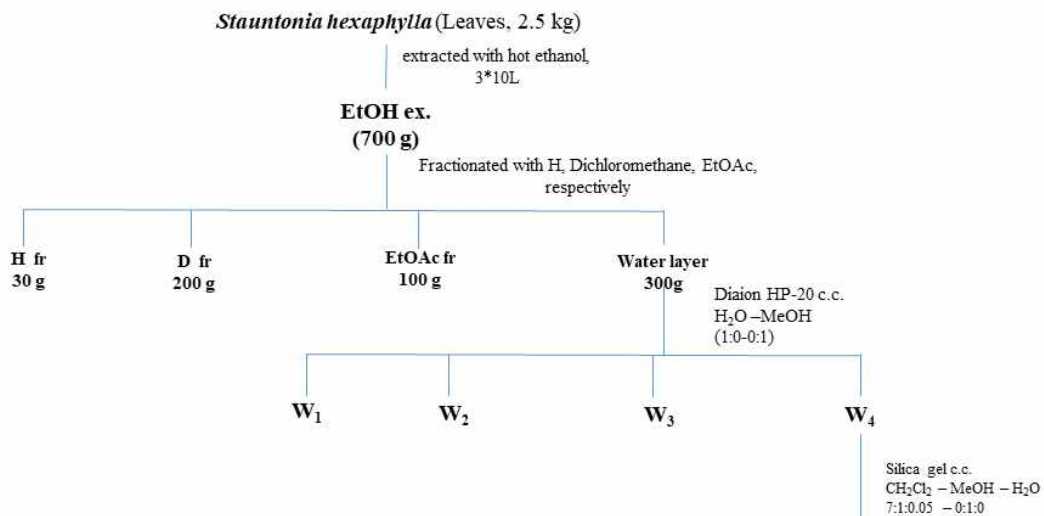 Stauntonia hexaphylla (Leaves, 2.5 kg)
extracted with hot ethanol,
3*10L
EtOH ex.
(700 g)
Fractionated with H, Dichloromethane, EtOAc,
respectively
H fr
30 g
D fr
200 g
EtOAc fr
100 g
Water layer
300g
Diaion HP-20 c.c.
H₂O –MeOH
(1:0-0:1)
W₁
W₂
W₃
W₄
Silica gel c.c.
CH₂Cl₂ – MeOH – H₂O
7:1:0.05 – 0:1:0